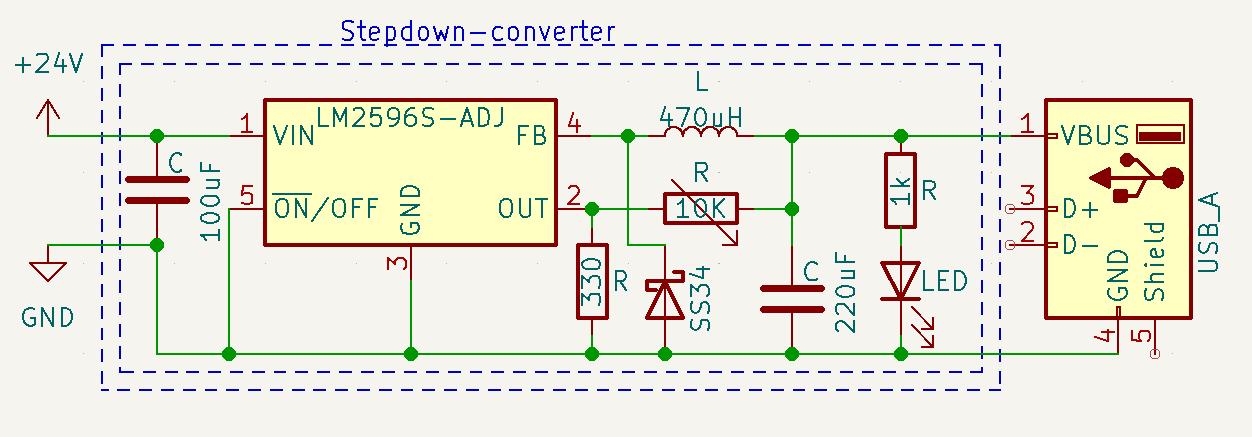 Stepdown-converter
+24V
GND
C
100uF
LM2596S-ADJ
1
VIN
5
ON/OFF
GND
3
FB
4
OUT
2
L
470uH
R
10K
330
R
SS34
C
220uF
1k
R
LED
1
VBUS
3
D+
2
D-
GND
Shield
4
5
USB_A